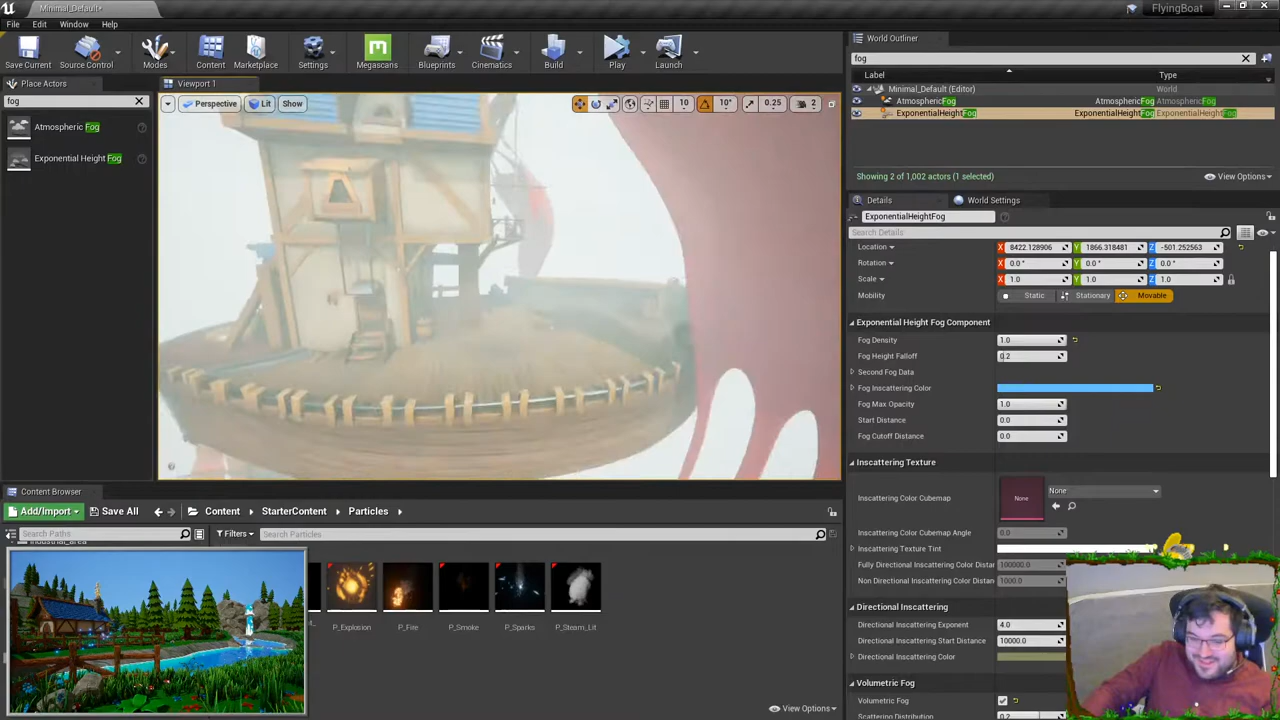 Minimal_Default*
FlyingBoat
File Edit Window Help
Save Current Source Control Modes Content Marketplace Settings Megascans Blueprints Cinematics Build Play Launch
World Outliner
fog
Label Type
Minimal_Default (Editor) World
AtmosphericFog AtmosphericFog AtmosphericFog
ExponentialHeightFog ExponentialHeightFog ExponentialHeightFog
Showing 2 of 1,002 actors (1 selected) View Options
Place Actors
fog
Atmospheric Fog
Exponential Height Fog
Viewport 1
Perspective Lit Show 10 10° 0.25 2
Details World Settings
ExponentialHeightFog
Search Details
Location X 8422.128906 Y 1866.318481 Z -501.252563
Rotation 0.0 ° 0.0 ° 0.0 °
Scale X 1.0 Y 1.0 Z 1.0
Mobility Static Stationary Movable
Exponential Height Fog Component
Fog Density 1.0
Fog Height Falloff 0.2
Second Fog Data
Fog Inscattering Color
Fog Max Opacity 1.0
Start Distance 0.0
Fog Cutoff Distance 0.0
Inscattering Texture
Inscattering Color Cubemap None None
Inscattering Color Cubemap Angle 0.0
Inscattering Texture Tint
Fully Directional Inscattering Color Distan 100000.0
Non Directional Inscattering Color Distanc 1000.0
Directional Inscattering
Directional Inscattering Exponent 4.0
Directional Inscattering Start Distance 10000.0
Directional Inscattering Color
Volumetric Fog
Volumetric Fog
Scattering Distribution 0.2
Content Browser
Add/Import Save All Content StarterContent Particles
Search Paths Filters Search Particles
P_Explosion P_Fire P_Smoke P_Sparks P_Steam_Lit
View Options